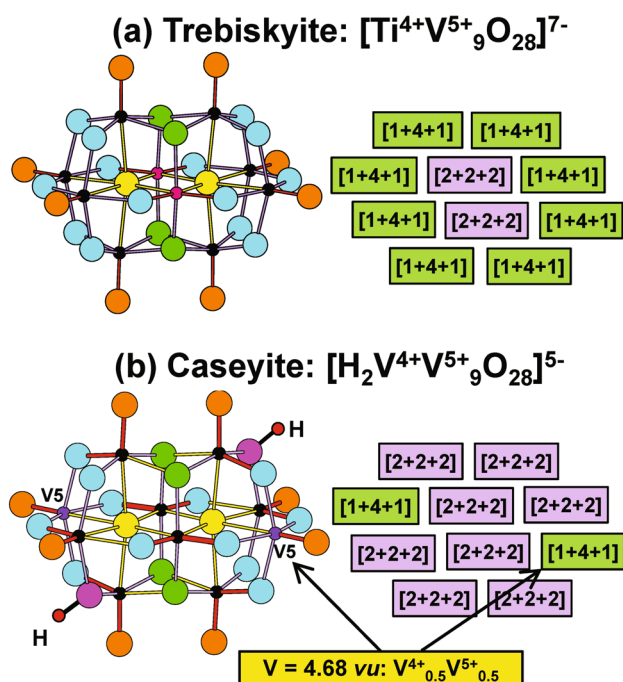 (a) Trebiskyite: [Ti⁴⁺V⁵⁺₉O₂₈]⁷⁻
[1+4+1] [1+4+1]
[1+4+1] [2+2+2] [1+4+1]
[1+4+1] [2+2+2] [1+4+1]
[1+4+1] [1+4+1]
(b) Caseyite: [H₂V⁴⁺V⁵⁺₉O₂₈]⁵⁻
H
V5
V5
H
[2+2+2] [2+2+2]
[1+4+1] [2+2+2] [2+2+2]
[2+2+2] [2+2+2] [1+4+1]
[2+2+2] [2+2+2]
V = 4.68 vu: V⁴⁺₀.₅V⁵⁺₀.₅